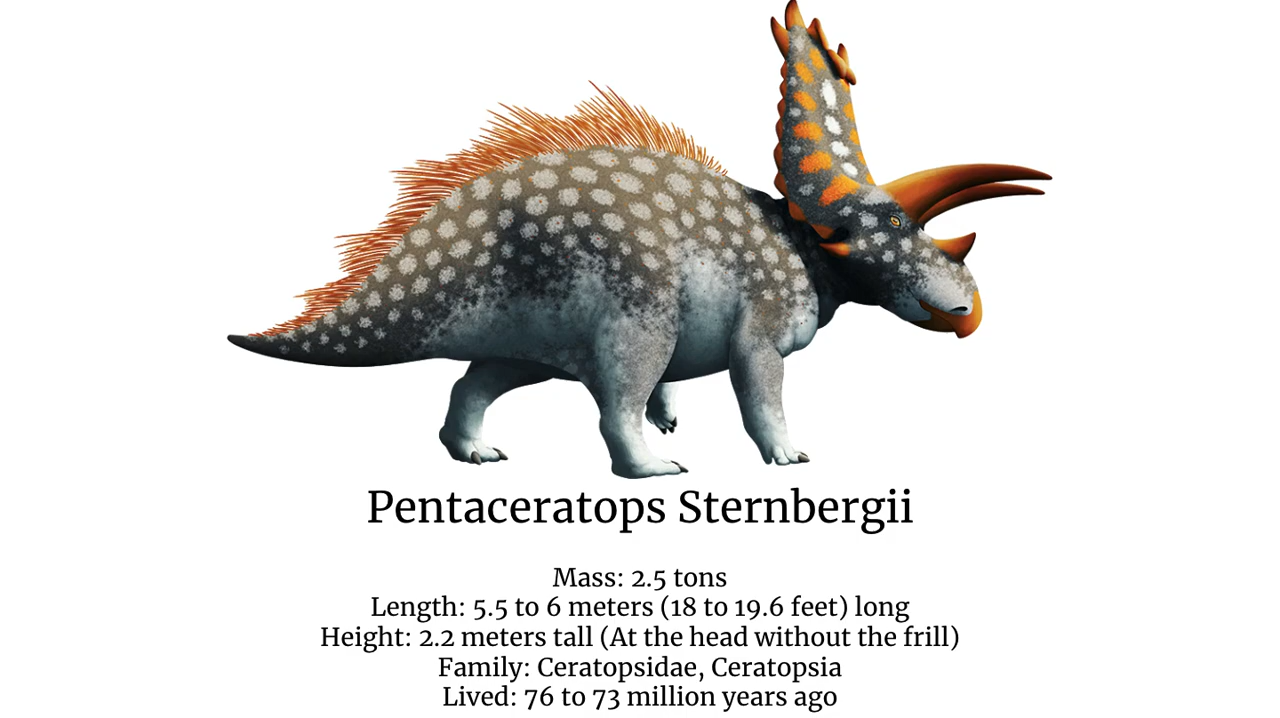 Pentaceratops Sternbergii
Mass: 2.5 tons
Length: 5.5 to 6 meters (18 to 19.6 feet) long
Height: 2.2 meters tall (At the head without the frill)
Family: Ceratopsidae, Ceratopsia
Lived: 76 to 73 million years ago